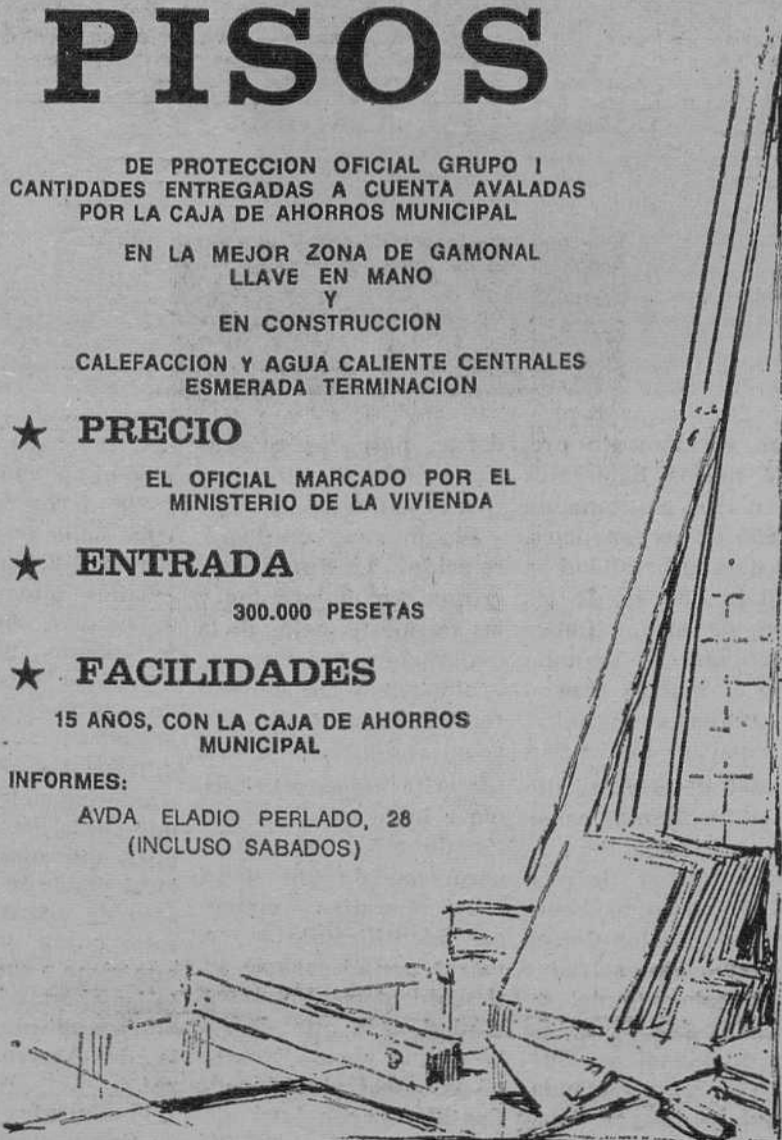 PISOS
DE PROTECCION OFICIAL GRUPO I
CANTIDADES ENTREGADAS A CUENTA AVALADAS
POR LA CAJA DE AHORROS MUNICIPAL
EN LA MEJOR ZONA DE GAMONAL
LLAVE EN MANO
Y
EN CONSTRUCCION
CALEFACCION Y AGUA CALIENTE CENTRALES
ESMERADA TERMINACION
★ PRECIO
EL OFICIAL MARCADO POR EL
MINISTERIO DE LA VIVIENDA
★ ENTRADA
300.000 PESETAS
★ FACILIDADES
15 AÑOS, CON LA CAJA DE AHORROS
MUNICIPAL
INFORMES:
AVDA ELADIO PERLADO, 28
(INCLUSO SABADOS)